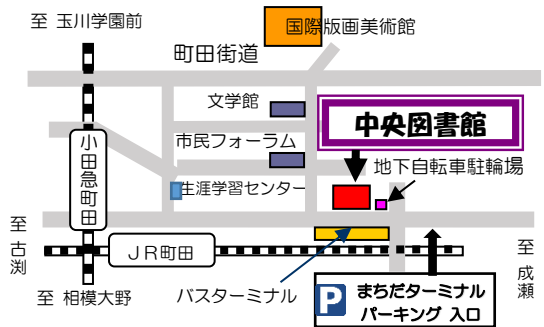 至 玉川学園前
国際版画美術館
町田街道
文学館
中央図書館
市民フォーラム
小田急町田
地下自転車駐輪場
生涯学習センター
至 古渕
JR町田
至 成瀬
至 相模大野
バスターミナル
P まちだターミナル
パーキング 入口